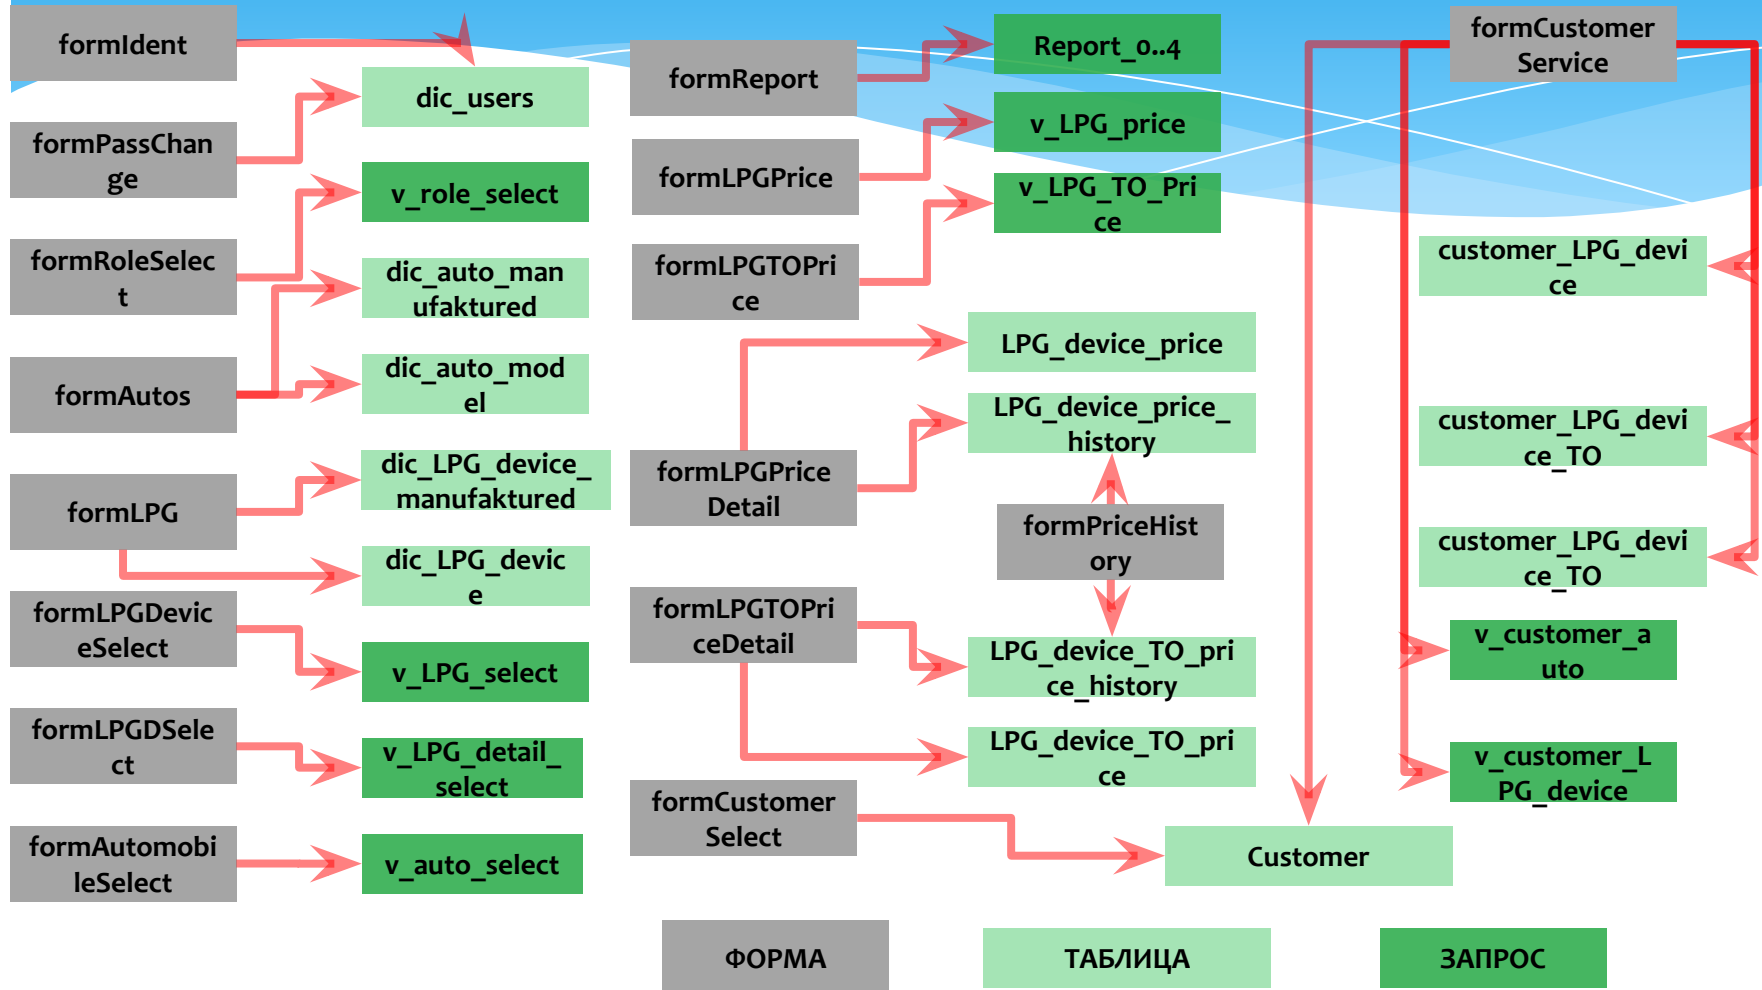 formIdent
formPassChan
ge
formRoleSelec
t
formAutos
formLPG
formLPGDevic
eSelect
formLPGDSele
ct
formAutomobi
leSelect
dic_users
v_role_select
dic_auto_man
ufaktured
dic_auto_mod
el
dic_LPG_device_
manufaktured
dic_LPG_devic
e
v_LPG_select
v_LPG_detail_
select
v_auto_select
formReport
formLPGPrice
formLPGTOPri
ce
formLPGPrice
Detail
formLPGTOPri
ceDetail
formCustomer
Select
Report_0..4
v_LPG_price
v_LPG_TO_Pri
ce
LPG_device_price
LPG_device_price_
history
formPriceHist
ory
LPG_device_TO_pri
ce_history
LPG_device_TO_pri
ce
Customer
formCustomer
Service
customer_LPG_devi
ce
customer_LPG_devi
ce_TO
customer_LPG_devi
ce_TO
v_customer_a
uto
v_customer_L
PG_device
ФОРМА
ТАБЛИЦА
ЗАПРОС